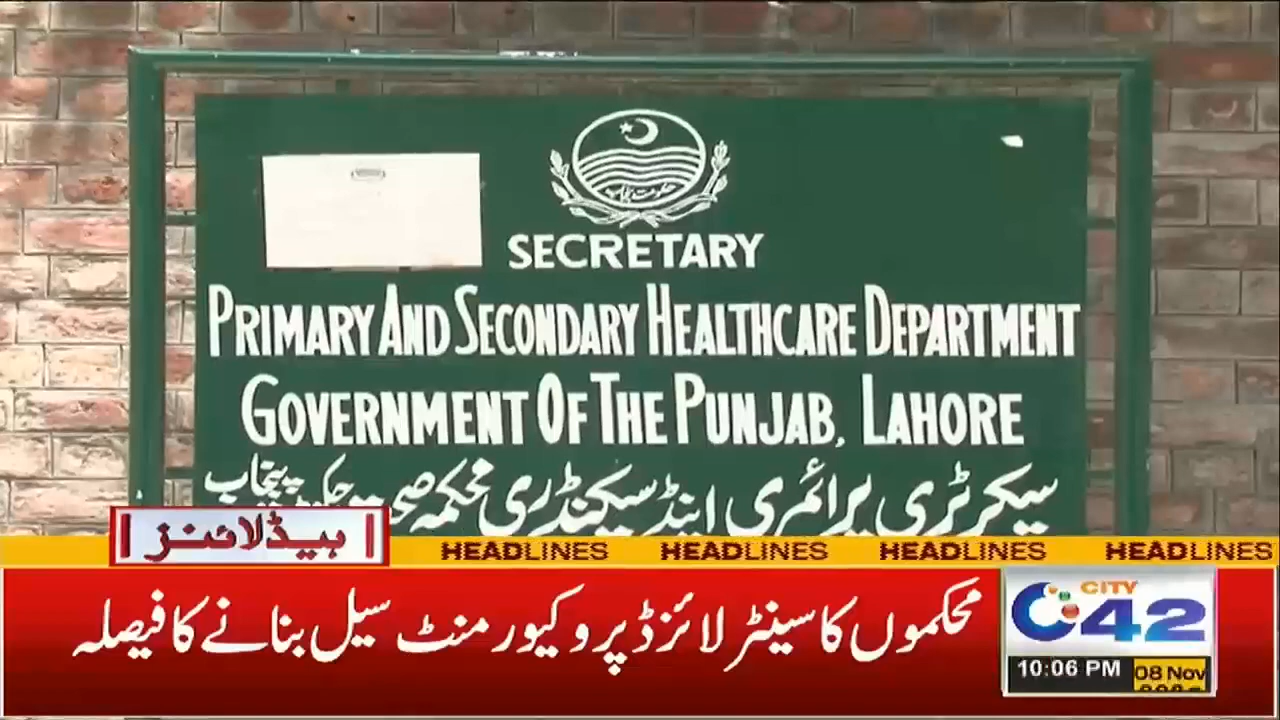 حکومت پنجاب
SECRETARY
PRIMARY AND SECONDARY HEALTHCARE DEPARTMENT
GOVERNMENT OF THE PUNJAB, LAHORE
سیکرٹری پرائمری اینڈ سیکنڈری محکمہ صحت حکومت پنجاب
ہیڈلائنز
HEADLINES HEADLINES HEADLINES HEADLINES
محکموں کا سینٹرلائزڈ پروکیورمنٹ سیل بنانے کا فیصلہ
CITY
42
10:06 PM
08 Nov